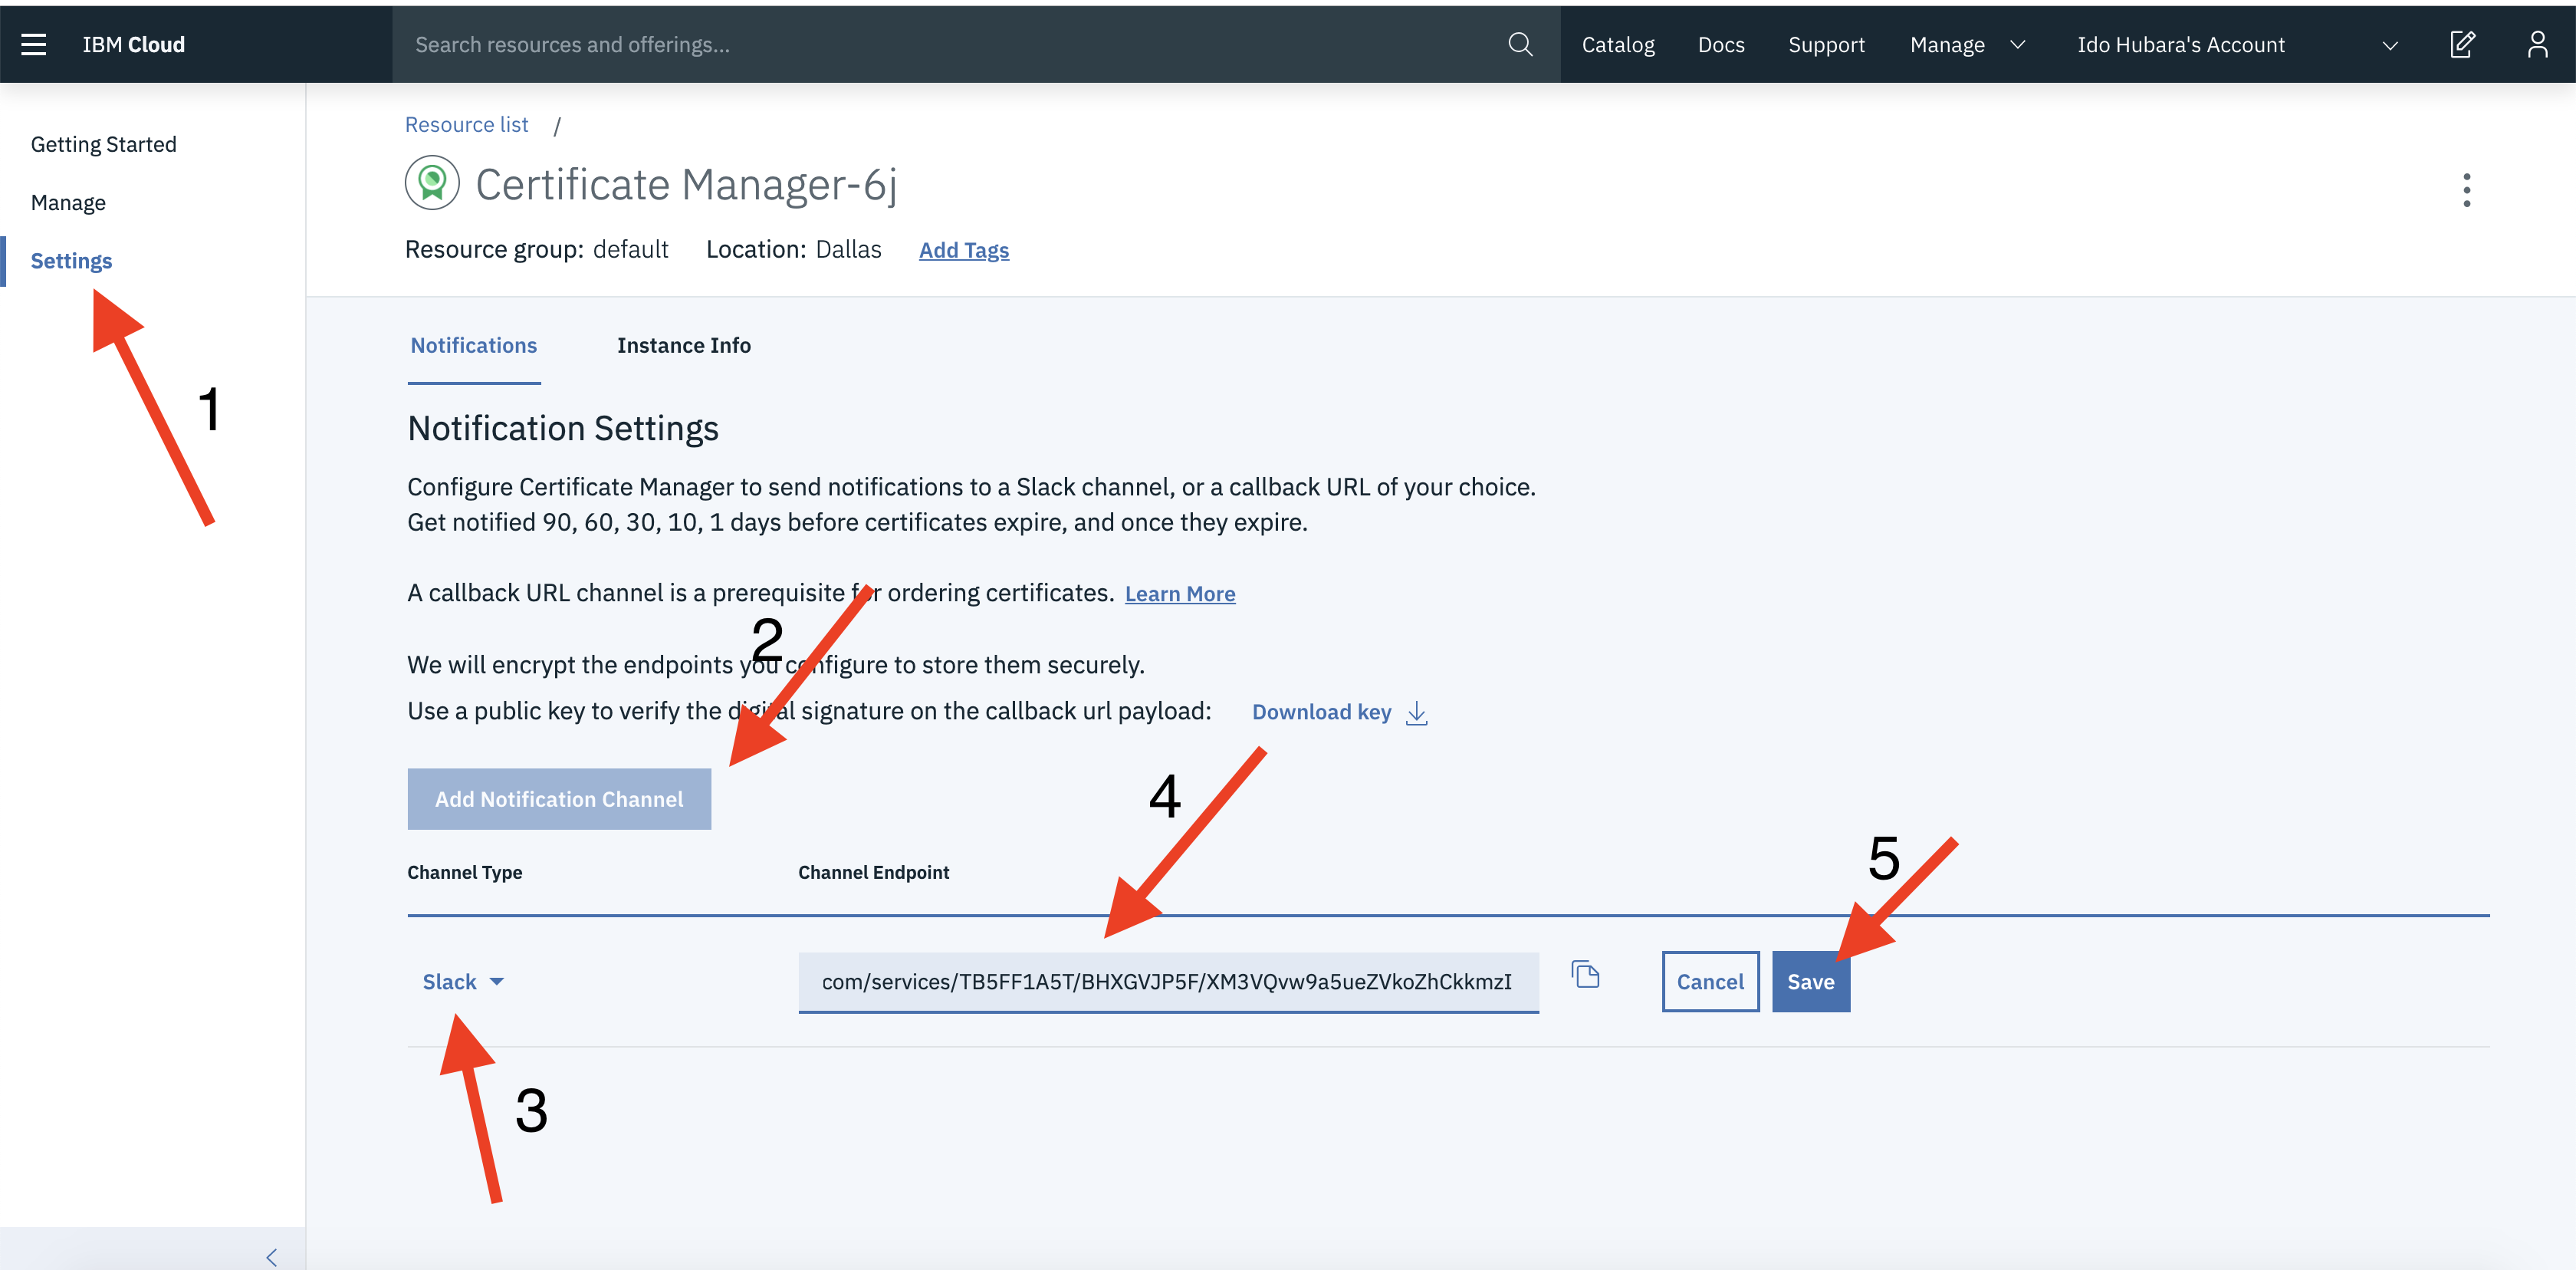 IBM Cloud
Search resources and offerings...
Catalog
Docs
Support
Manage
Ido Hubara's Account
Getting Started
Manage
Settings
Resource list /
Certificate Manager-6j
Resource group: default Location: Dallas Add Tags
Notifications
Instance Info
1
Notification Settings
Configure Certificate Manager to send notifications to a Slack channel, or a callback URL of your choice.
Get notified 90, 60, 30, 10, 1 days before certificates expire, and once they expire.
A callback URL channel is a prerequisite for ordering certificates. Learn More
2
We will encrypt the endpoints you configure to store them securely.
Use a public key to verify the digital signature on the callback url payload: Download key
4
Add Notification Channel
5
Channel Type
Channel Endpoint
Slack
com/services/TB5FF1A5T/BHXGVJP5F/XM3VQvw9a5ueZVkoZhCkkmzI
Cancel
Save
3